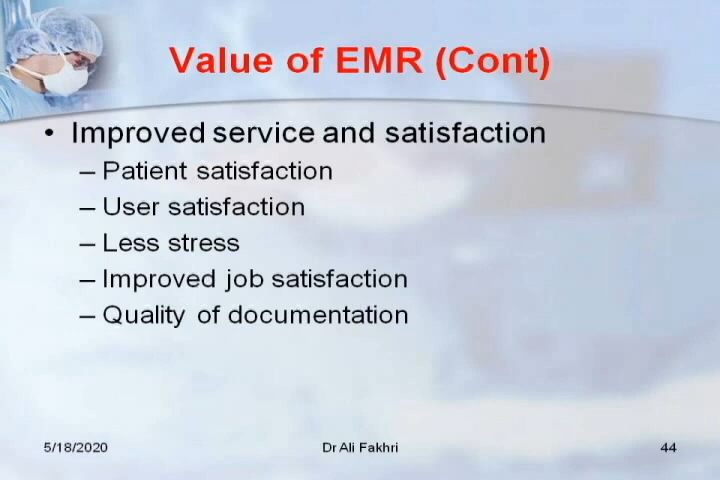 Value of EMR (Cont)
• Improved service and satisfaction
– Patient satisfaction
– User satisfaction
– Less stress
– Improved job satisfaction
– Quality of documentation
5/18/2020 Dr Ali Fakhri 44